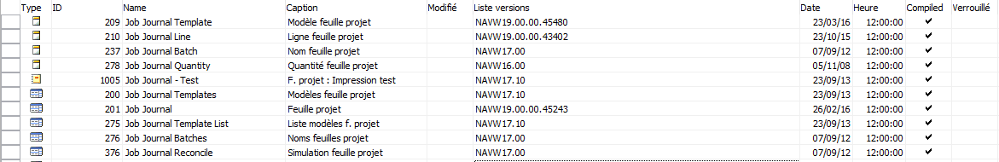 Type ID Name Caption Modifié Liste versions Date Heure Compiled Verrouillé
209 Job Journal Template Modèle feuille projet NAVW19.00.00.45480 23/03/16 12:00:00
210 Job Journal Line Ligne feuille projet NAVW19.00.00.43402 23/10/15 12:00:00
237 Job Journal Batch Nom feuille projet NAVW17.00 07/09/12 12:00:00
278 Job Journal Quantity Quantité feuille projet NAVW16.00 05/11/08 12:00:00
1005 Job Journal - Test F. projet : Impression test NAVW17.10 23/09/13 12:00:00
200 Job Journal Templates Modèles feuilles projet NAVW17.10 23/09/13 12:00:00
201 Job Journal Feuille projet NAVW19.00.00.45243 26/02/16 12:00:00
275 Job Journal Template List Liste modèles f. projet NAVW17.10 23/09/13 12:00:00
276 Job Journal Batches Noms feuilles projet NAVW17.00 07/09/12 12:00:00
376 Job Journal Reconcile Simulation feuille projet NAVW17.00 07/09/12 12:00:00